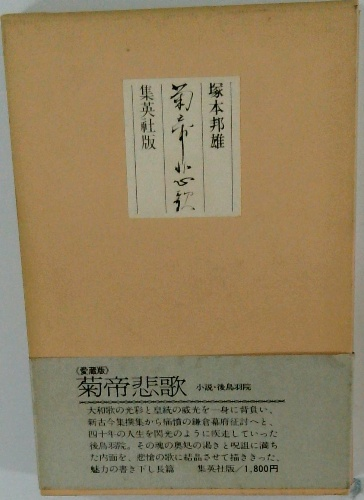 塚本邦雄
菊帝悲歌
集英社版
《愛蔵版》
菊帝悲歌 小説・後鳥羽院
大和歌の光彩と皇統の威光を一身に背負い、
新古今集撰集から痛憤の鎌倉幕府征討へと、
四十年の人生を閃光のように疾走していった
後鳥羽院。その魂の奥処の渇きと呪詛に満ち
た内面を、悲愴の歌に結晶させて描ききった、
魅力の書き下し長篇 集英社版/1,800円